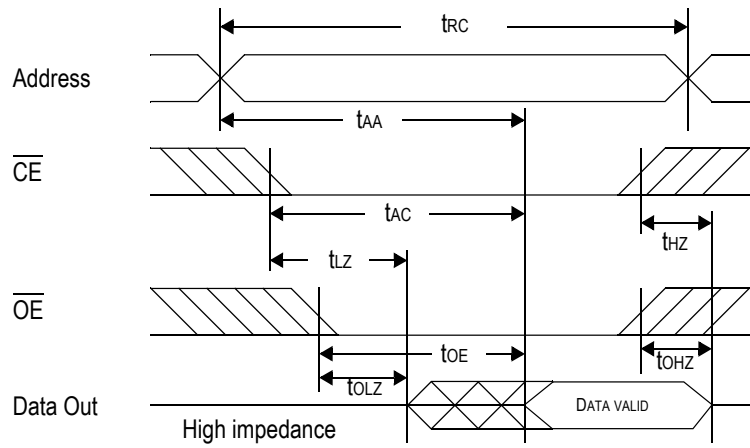 tRC
Address
tAA
CE
tAC
tHZ
tLZ
OE
tOE
tOHZ
tOLZ
Data Out
DATA VALID
High impedance